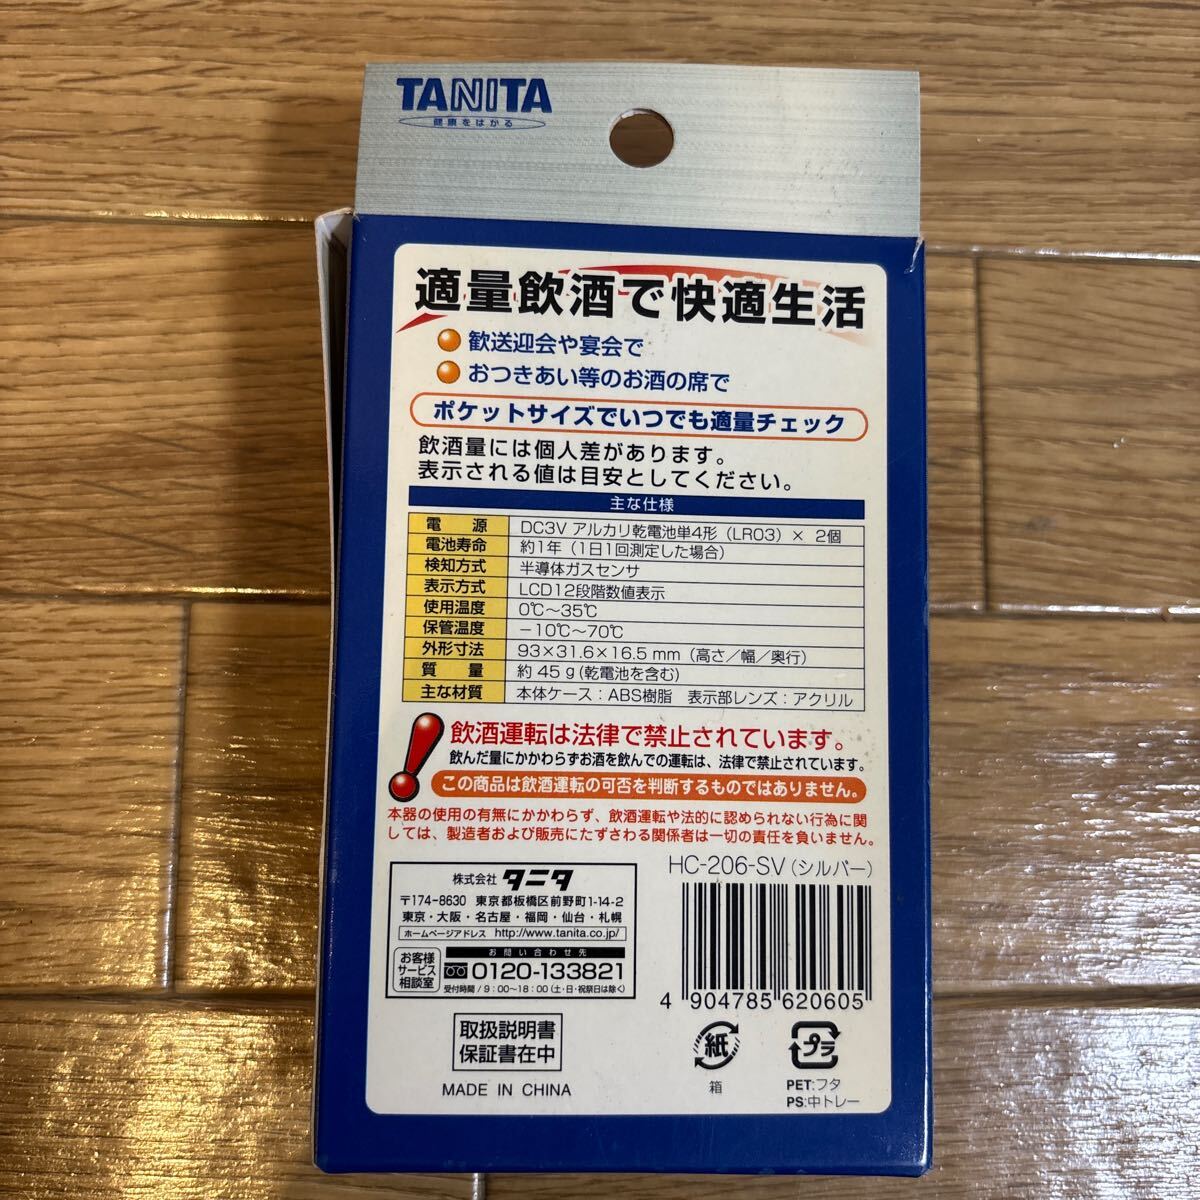 TANITA
健康をはかる
適量飲酒で快適生活
歓送迎会や宴会で
おつきあい等のお酒の席で
ポケットサイズでいつでも適量チェック
飲酒量には個人差があります。
表示される値は目安としてください。
主な仕様
電源 DC3V アルカリ乾電池単4形（LR03）× 2個
電池寿命 約1年（1日1回測定した場合）
検知方式 半導体ガスセンサ
表示方式 LCD12段階数値表示
使用温度 0℃〜35℃
保管温度 −10℃〜70℃
外形寸法 93×31.6×16.5 mm（高さ／幅／奥行）
質量 約 45 g (乾電池を含む)
主な材質 本体ケース：ABS樹脂 表示部レンズ：アクリル
飲酒運転は法律で禁止されています。
飲んだ量にかかわらずお酒を飲んでの運転は、法律で禁止されています。
この商品は飲酒運転の可否を判断するものではありません。
本器の使用の有無にかかわらず、飲酒運転や法的に認められない行為に関
しては、製造者および販売にたずさわる関係者は一切の責任を負いません。
HC-206-SV（シルバー）
株式会社 タニタ
〒174-8630 東京都板橋区前野町1-14-2
東京・大阪・名古屋・福岡・仙台・札幌
ホームページアドレス http://www.tanita.co.jp/
お客様
サービス
相談室
お問い合わせ先
0120-133821
受付時間 / 9：00〜18：00（土・日・祝祭日は除く）
4 904785 620605
取扱説明書
保証書在中
MADE IN CHINA
紙
箱
プラ
PET:フタ
PS:中トレー